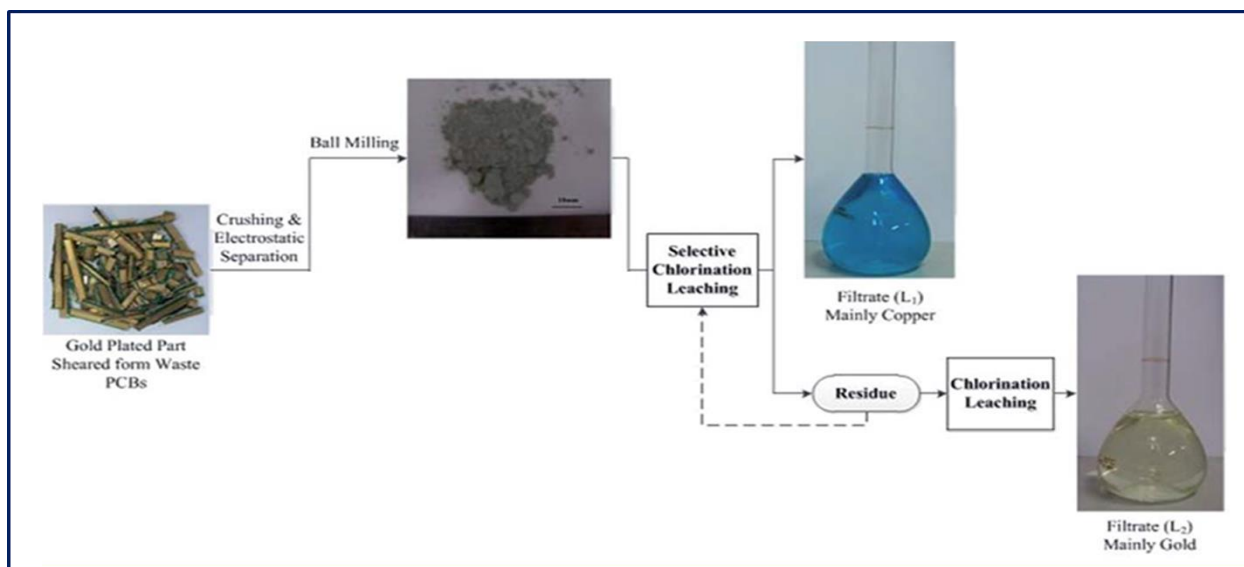 Gold Plated Part
Sheared form Waste
PCBs
Crushing &
Electrostatic
Separation
Ball Milling
10mm
Selective
Chlorination
Leaching
Filtrate (L₁)
Mainly Copper
Residue
Chlorination
Leaching
Filtrate (L₂)
Mainly Gold